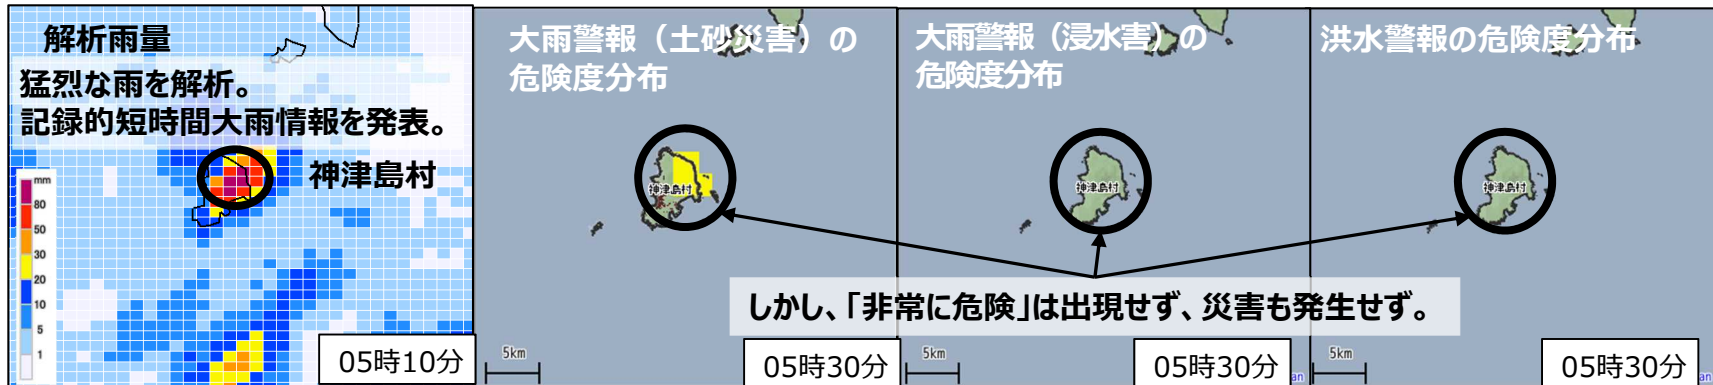 解析雨量
猛烈な雨を解析。
記録的短時間大雨情報を発表。
神津島村
mm
80
50
30
20
10
5
1
05時10分
大雨警報（土砂災害）の
危険度分布
神津島村
5km
05時30分
大雨警報（浸水害）の
危険度分布
神津島村
5km
05時30分
an
洪水警報の危険度分布
神津島村
5km
05時30分
an
しかし、「非常に危険」は出現せず、災害も発生せず。